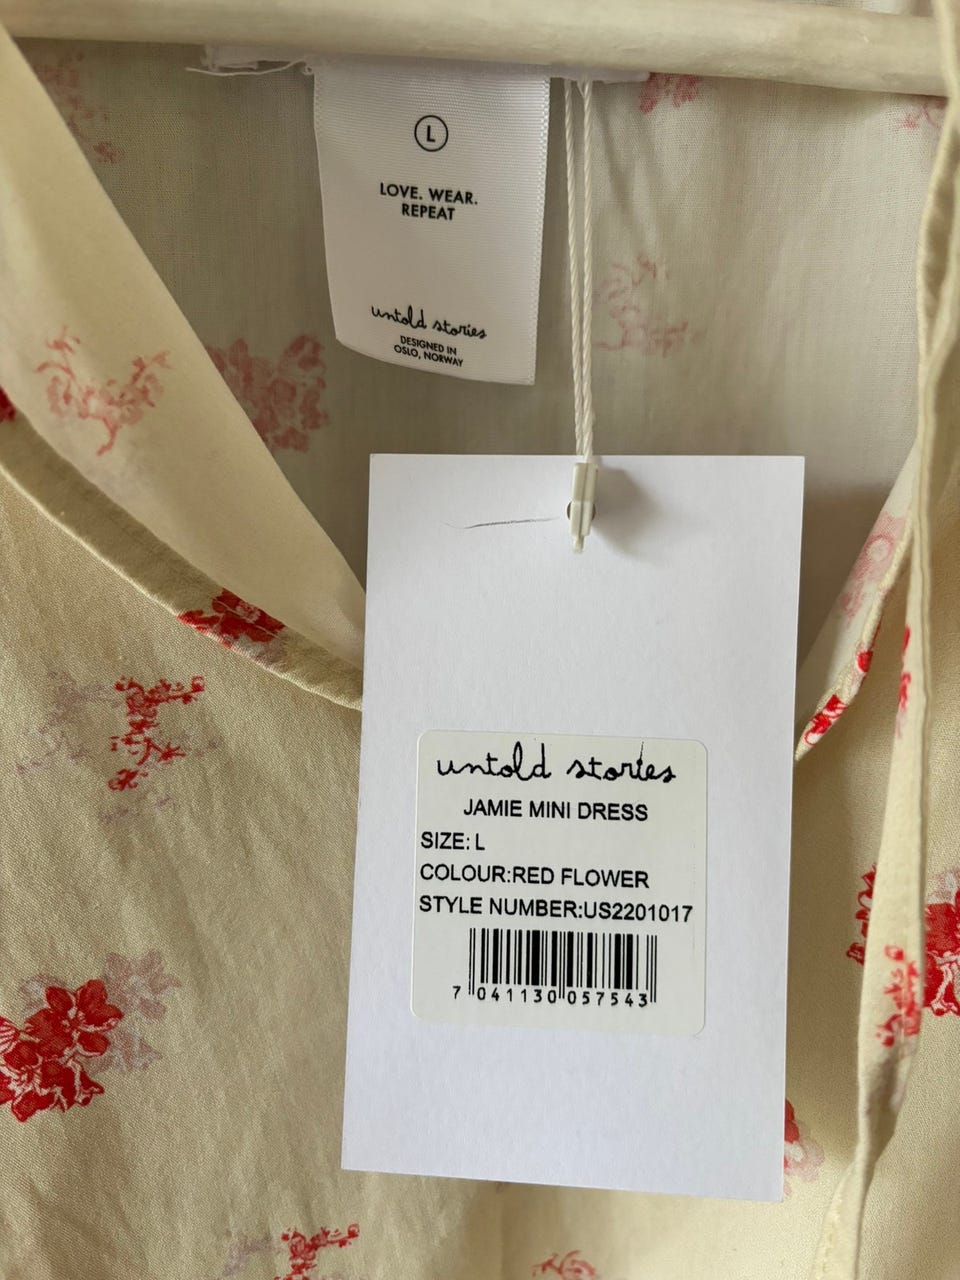 L
LOVE. WEAR.
REPEAT
untold stories
DESIGNED IN
OSLO, NORWAY
untold stories
JAMIE MINI DRESS
SIZE: L
COLOUR:RED FLOWER
STYLE NUMBER:US2201017
7 041130 057543